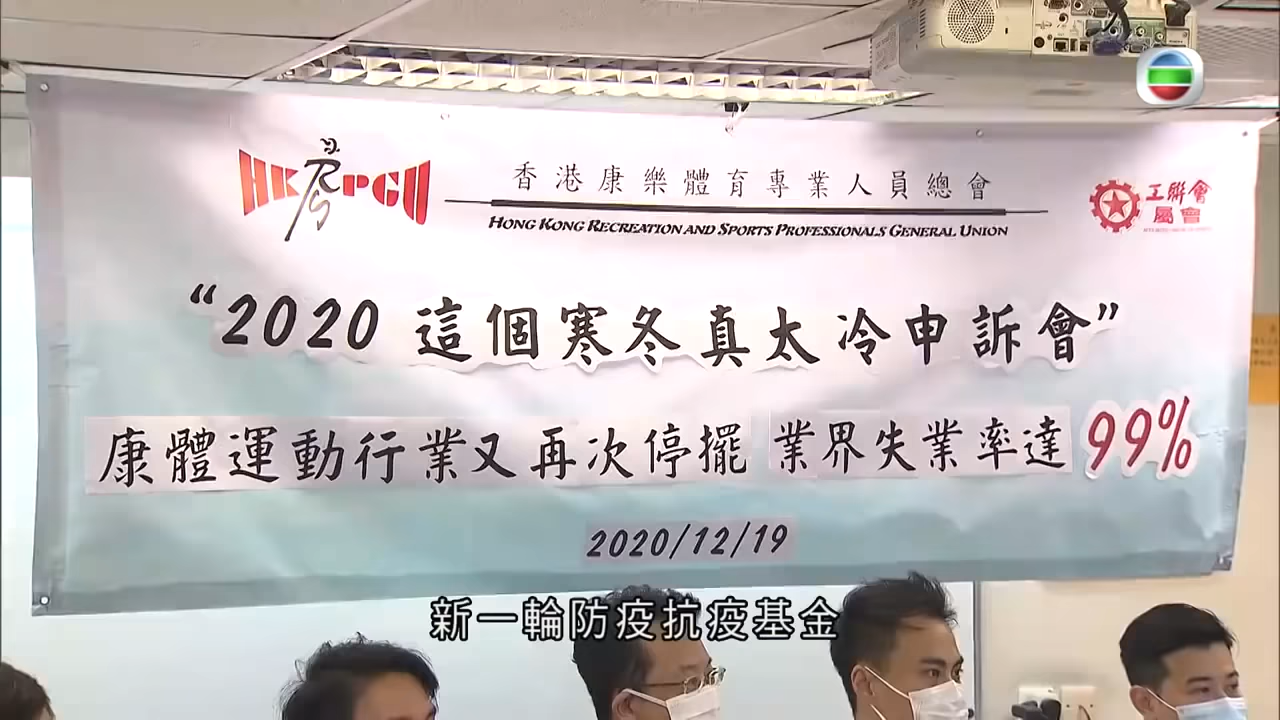 HKRSPGU
香港康樂體育專業人員總會
HONG KONG RECREATION AND SPORTS PROFESSIONALS GENERAL UNION
工聯會
屬會
“2020 這個寒冬真太冷申訴會”
康體運動行業又再次停擺 業界失業率達 99%
2020/12/19
新一輪防疫抗疫基金